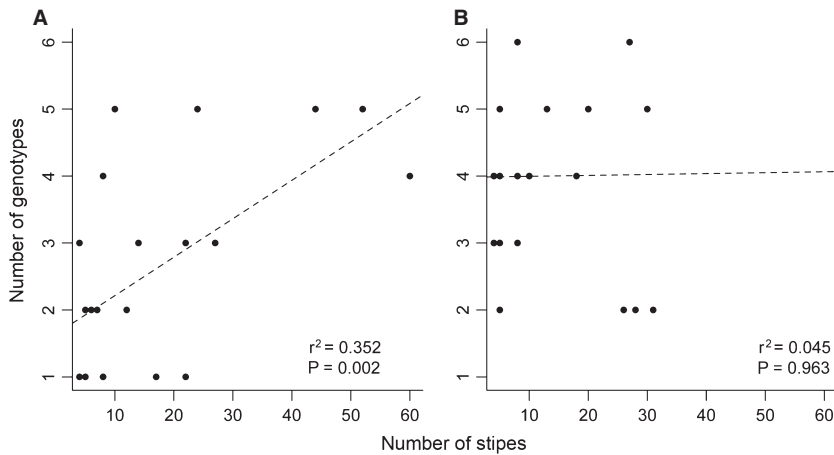 A
B
Number of genotypes
6
5
4
3
2
1
r² = 0.352
P = 0.002
10 20 30 40 50 60
6
5
4
3
2
1
r² = 0.045
P = 0.963
10 20 30 40 50 60
Number of stipes